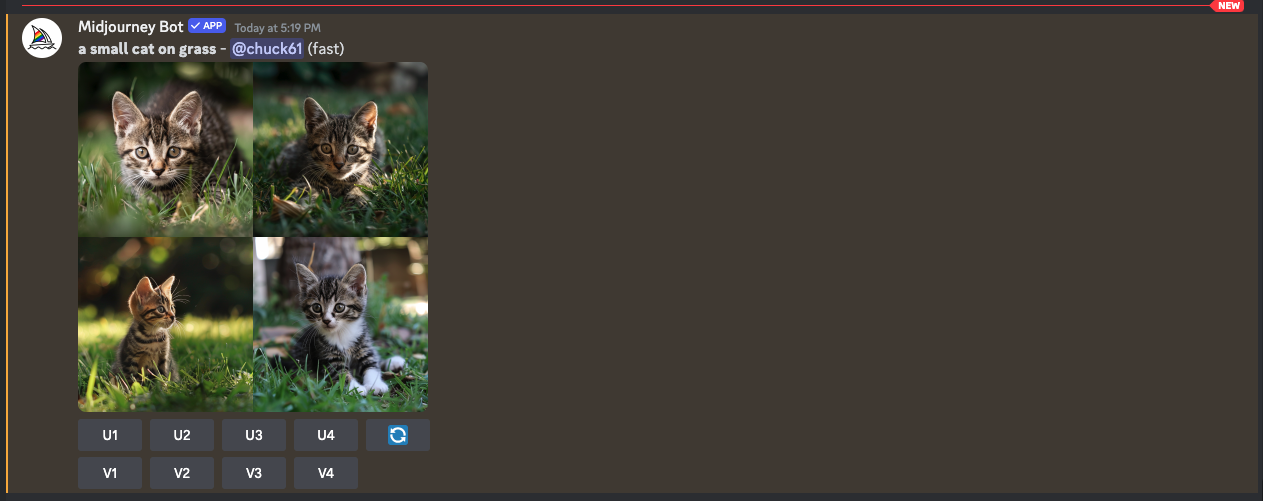 NEW
Midjourney Bot ✓ APP Today at 5:19 PM
a small cat on grass - @chuck61 (fast)
U1 U2 U3 U4
V1 V2 V3 V4